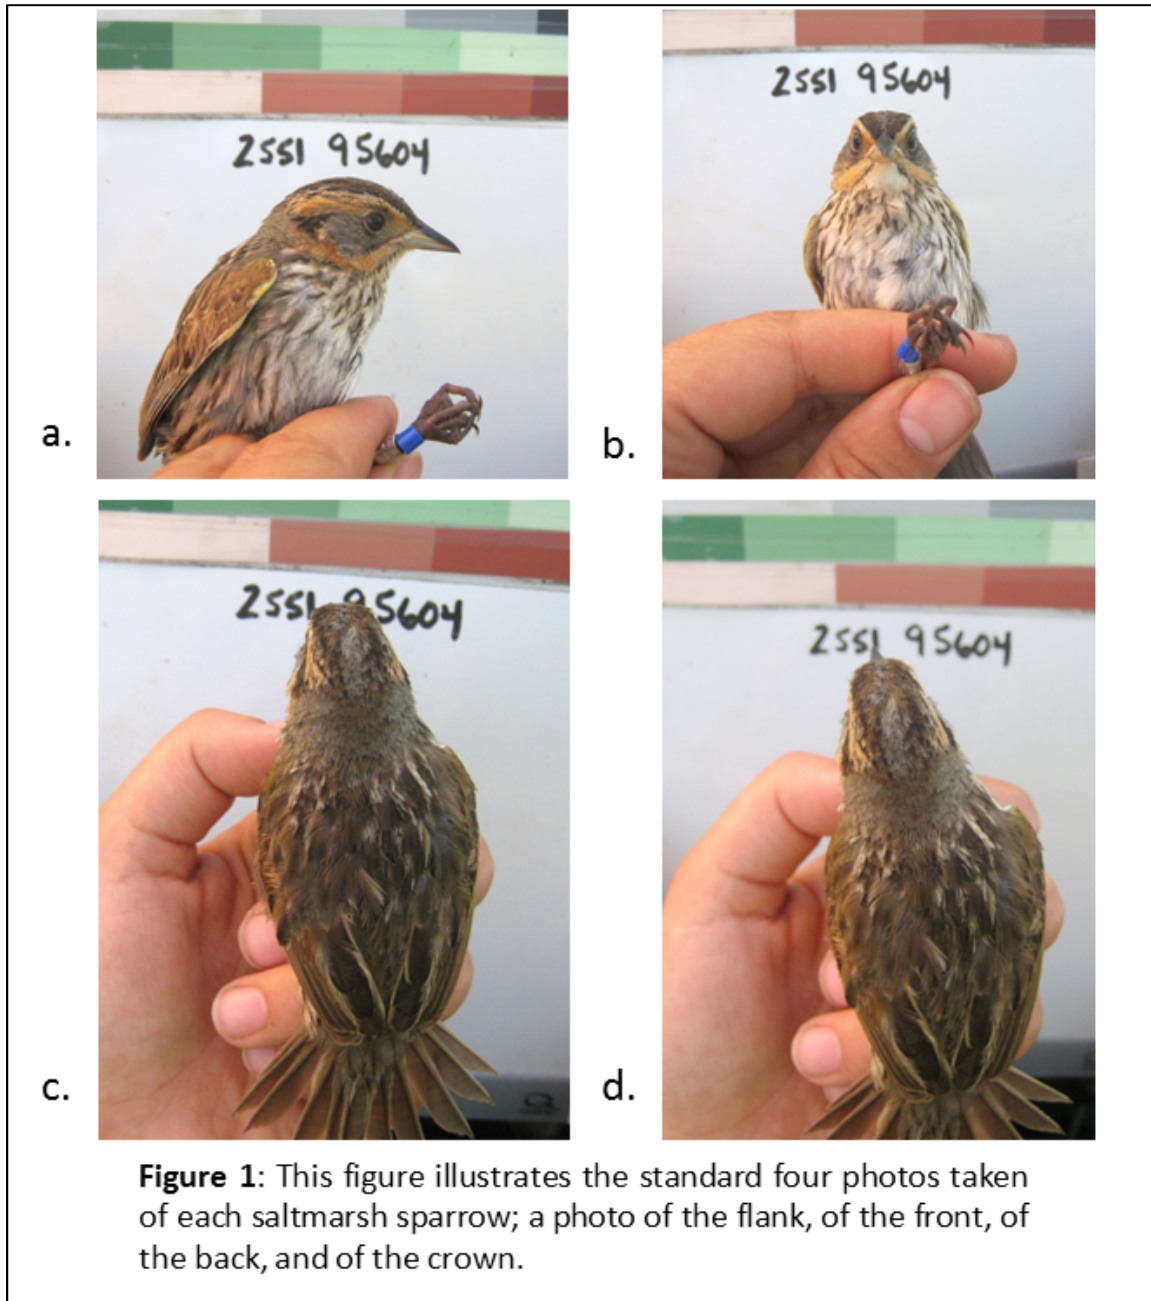 2551 95604
2551 95604
a.
b.
2551 95604
2551 95604
c.
d.
Figure 1: This figure illustrates the standard four photos taken
of each saltmarsh sparrow; a photo of the flank, of the front, of
the back, and of the crown.